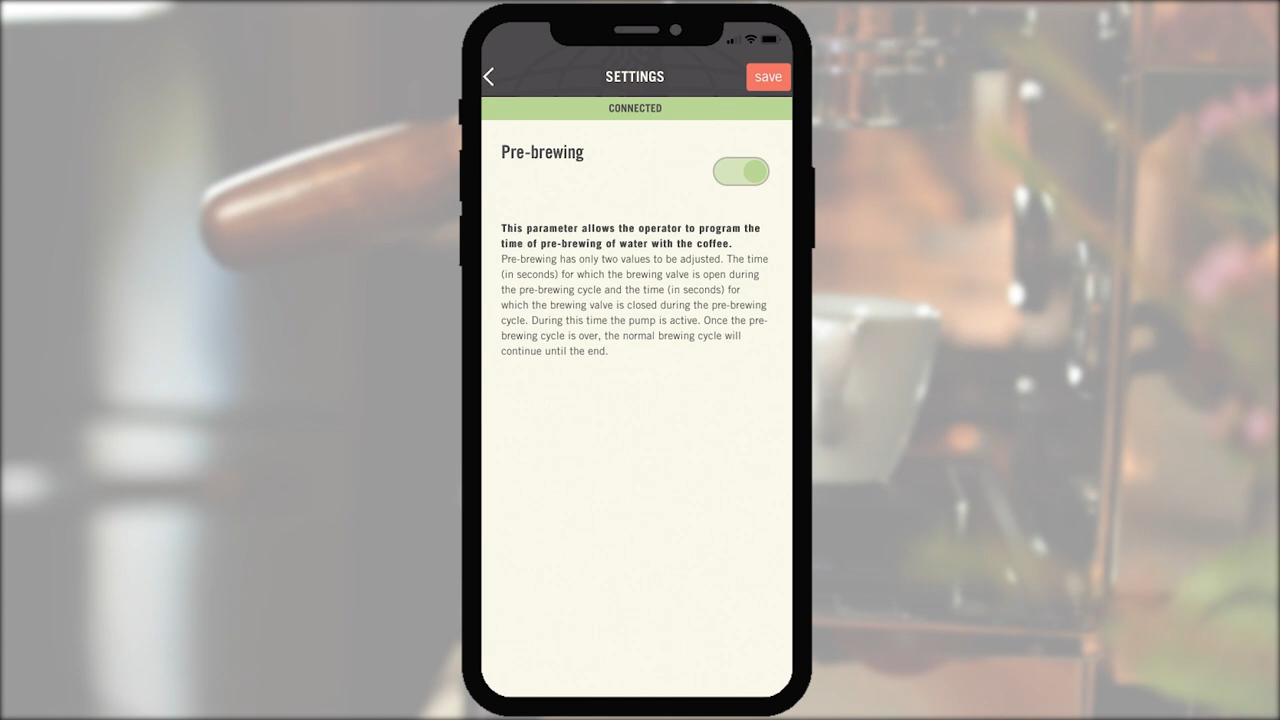 SETTINGS
save
CONNECTED
Pre-brewing
This parameter allows the operator to program the
time of pre-brewing of water with the coffee.
Pre-brewing has only two values to be adjusted. The time
(in seconds) for which the brewing valve is open during
the pre-brewing cycle and the time (in seconds) for
which the brewing valve is closed during the pre-brewing
cycle. During this time the pump is active. Once the pre-
brewing cycle is over, the normal brewing cycle will
continue until the end.